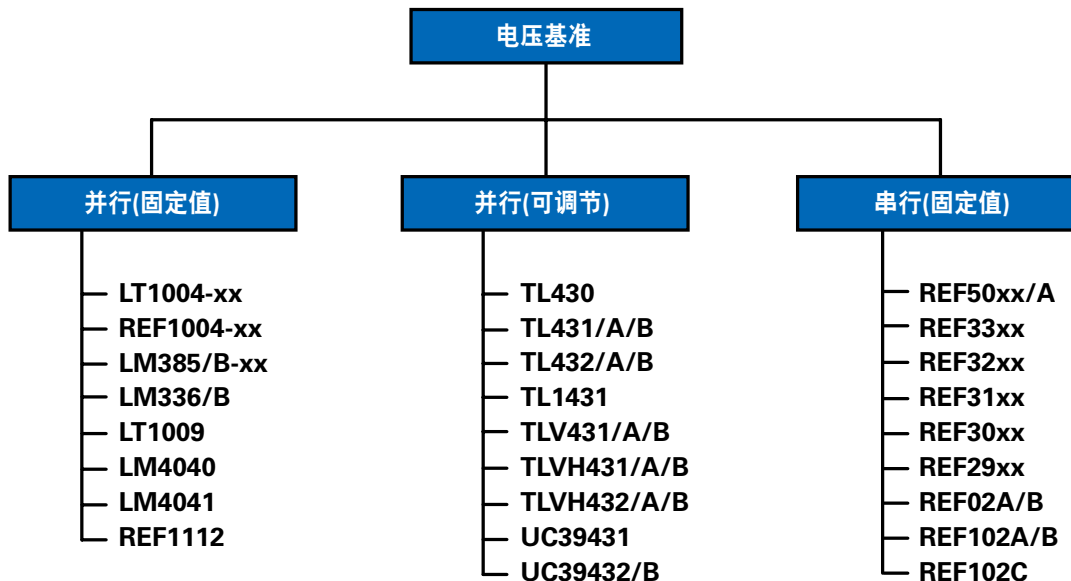 电压基准
并行(固定值)
LT1004-xx
REF1004-xx
LM385/B-xx
LM336/B
LT1009
LM4040
LM4041
REF1112
并行(可调节)
TL430
TL431/A/B
TL432/A/B
TL1431
TLV431/A/B
TLVH431/A/B
TLVH432/A/B
UC39431
UC39432/B
串行(固定值)
REF50xx/A
REF33xx
REF32xx
REF31xx
REF30xx
REF29xx
REF02A/B
REF102A/B
REF102C